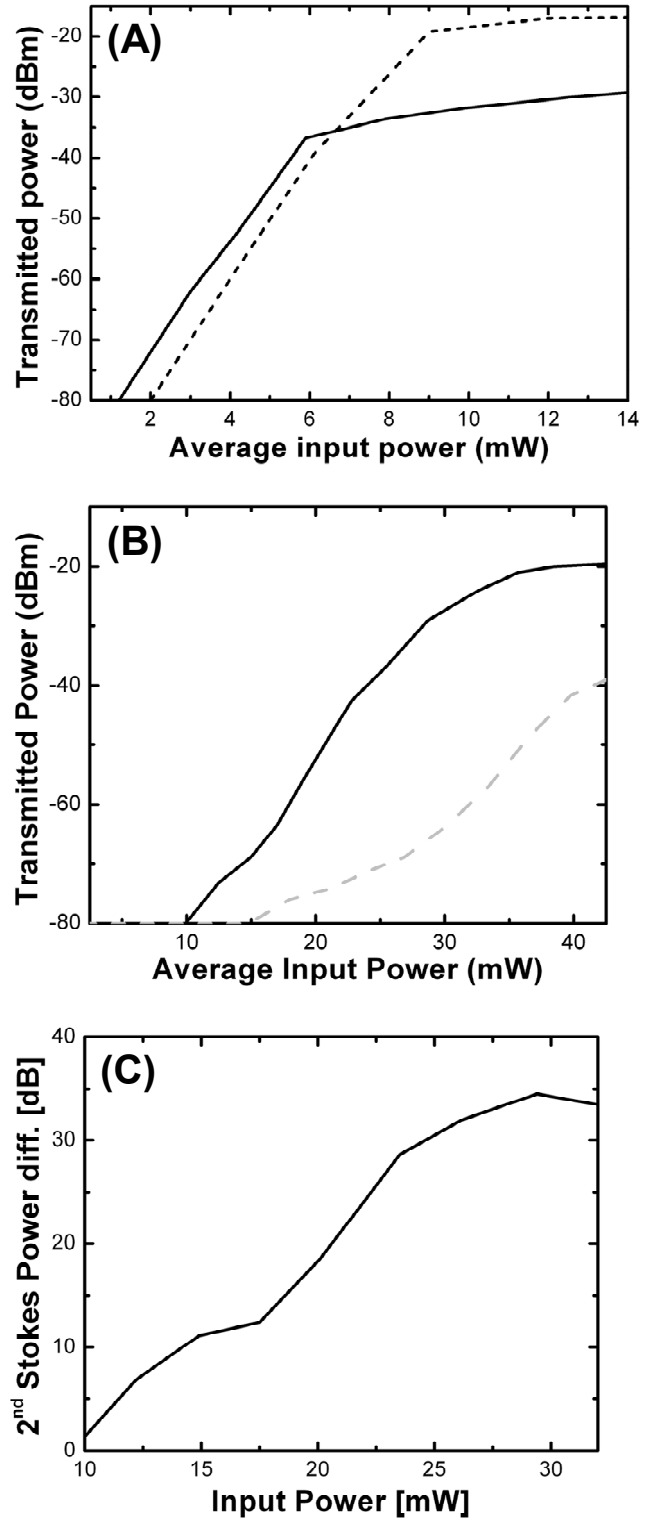 (A)
Transmitted power (dBm)
-20
-30
-40
-50
-60
-70
-80
2 4 6 8 10 12 14
Average input power (mW)
(B)
Transmitted Power (dBm)
-20
-40
-60
-80
10 20 30 40
Average Input Power (mW)
(C)
2nd Stokes Power diff. [dB]
40
30
20
10
0
10 15 20 25 30
Input Power [mW]